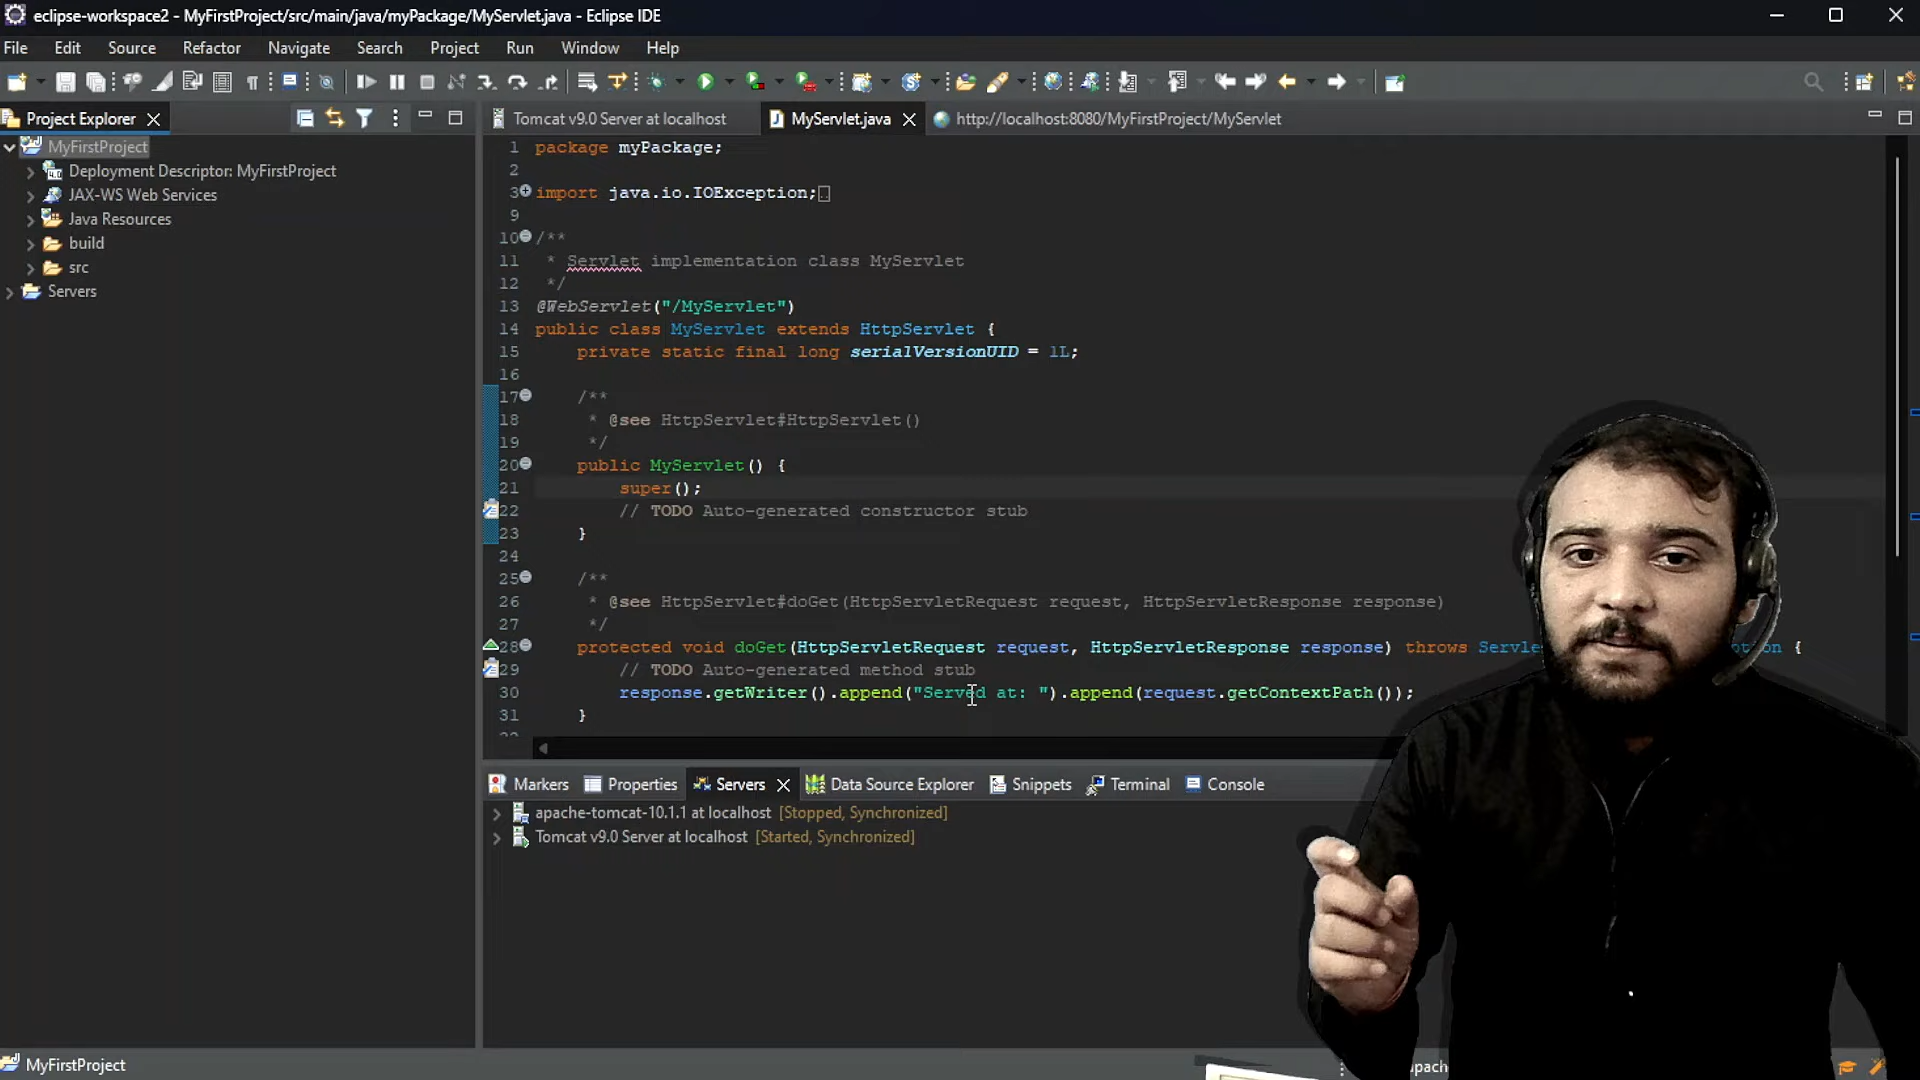 eclipse-workspace2 - MyFirstProject/src/main/java/myPackage/MyServlet.java - Eclipse IDE
File Edit Source Refactor Navigate Search Project Run Window Help
Project Explorer
MyFirstProject
Deployment Descriptor: MyFirstProject
JAX-WS Web Services
Java Resources
build
src
Servers
Tomcat v9.0 Server at localhost MyServlet.java http://localhost:8080/MyFirstProject/MyServlet
1 package myPackage;
2
3 import java.io.IOException;
9
10 /**
11 * Servlet implementation class MyServlet
12 */
13 @WebServlet("/MyServlet")
14 public class MyServlet extends HttpServlet {
15 private static final long serialVersionUID = 1L;
16
17 /**
18 * @see HttpServlet#HttpServlet()
19 */
20 public MyServlet() {
21 super();
22 // TODO Auto-generated constructor stub
23 }
24
25 /**
26 * @see HttpServlet#doGet(HttpServletRequest request, HttpServletResponse response)
27 */
28 protected void doGet(HttpServletRequest request, HttpServletResponse response) throws {
29 // TODO Auto-generated method stub
30 response.getWriter().append("Served at: ").append(request.getContextPath());
31 }
Markers Properties Servers Data Source Explorer Snippets Terminal Console
apache-tomcat-10.1.1 at localhost [Stopped, Synchronized]
Tomcat v9.0 Server at localhost [Started, Synchronized]
MyFirstProject